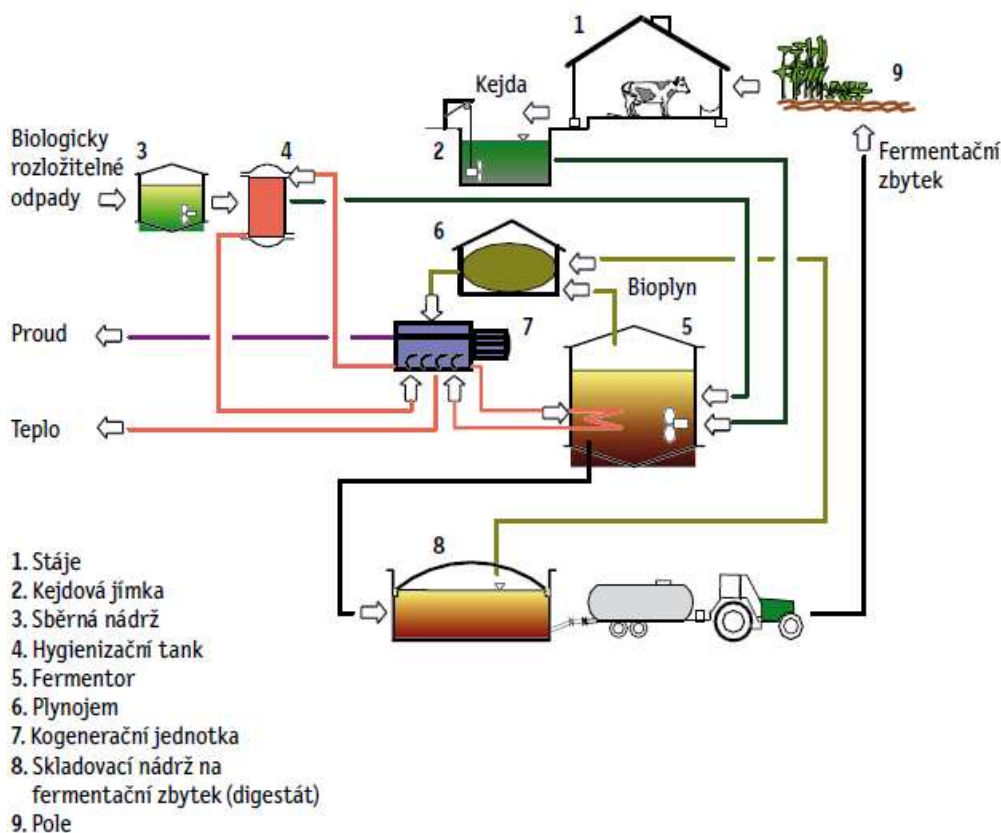 1
Kejda
9
2
Biologicky
rozložitelné
odpady
3
4
Fermentační
zbytek
6
Bioplyn
Proud
7
5
Teplo
8
1. Stáje
2. Kejdová jímka
3. Sběrná nádrž
4. Hygienizační tank
5. Fermentor
6. Plynojem
7. Kogenerační jednotka
8. Skladovací nádrž na
fermentační zbytek (digestát)
9. Pole